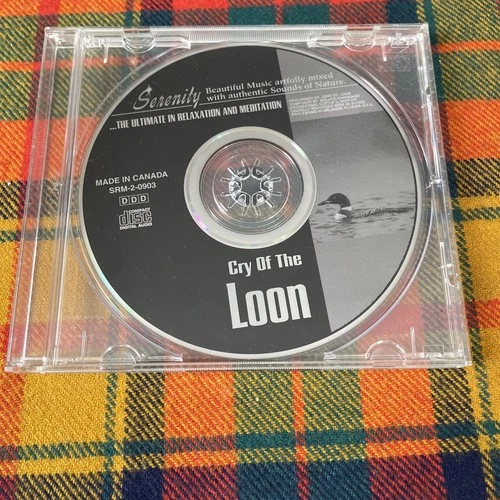 Serenity Beautiful Music artfully mixed
with authentic Sounds of Nature.
...THE ULTIMATE IN RELAXATION AND MEDITATION
MADE IN CANADA
SRM-2-0903
D D D
COMPACT
disc
DIGITAL AUDIO
Cry Of The
Loon